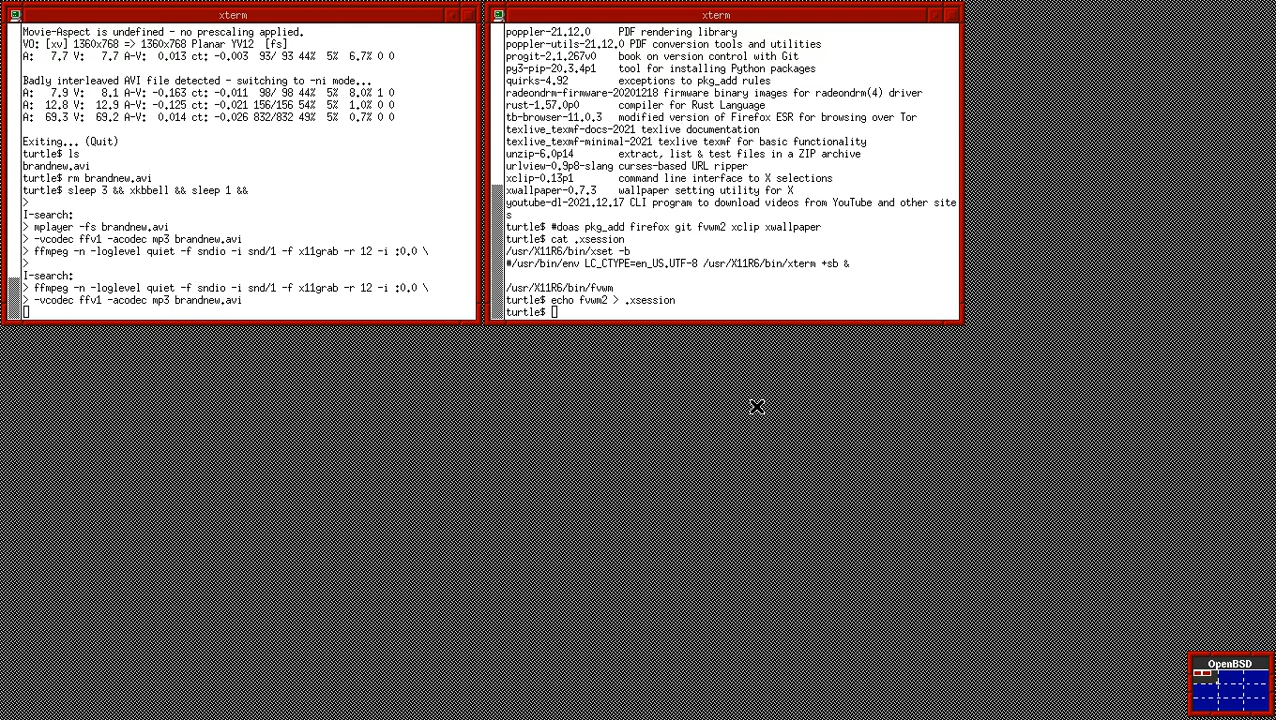 xterm
Movie-Aspect is undefined - no prescaling applied.
VO: [xv] 1360x768 => 1360x768 Planar YV12  [fs]
A:   7.7 V:   7.7 A-V:  0.013 ct: -0.003  93/ 93 44%  5%  6.7% 0 0
Badly interleaved AVI file detected - switching to -ni mode...
A:   7.9 V:   8.1 A-V: -0.163 ct: -0.011  98/ 98 44%  5%  8.0% 1 0
A:  12.8 V:  12.9 A-V: -0.125 ct: -0.021 156/156 54%  5%  1.0% 0 0
A:  69.3 V:  69.2 A-V:  0.014 ct: -0.026 832/832 49%  5%  0.7% 0 0
Exiting... (Quit)
turtle$ ls
brandnew.avi
turtle$ rm brandnew.avi
turtle$ sleep 3 && xkbbell && sleep 1 &&
>
I-search:
> mplayer -fs brandnew.avi
> -vcodec ffv1 -acodec mp3 brandnew.avi
> ffmpeg -n -loglevel quiet -f sndio -i snd/1 -f x11grab -r 12 -i :0.0 \
>
I-search:
> ffmpeg -n -loglevel quiet -f sndio -i snd/1 -f x11grab -r 12 -i :0.0 \
> -vcodec ffv1 -acodec mp3 brandnew.avi
xterm
poppler-21.12.0    PDF rendering library
poppler-utils-21.12.0 PDF conversion tools and utilities
progit-2.1.267v0   book on version control with Git
py3-pip-20.3.4p1   tool for installing Python packages
quirks-4.92        exceptions to pkg_add rules
radeondrm-firmware-20201218 firmware binary images for radeondrm(4) driver
rust-1.57.0p0      compiler for Rust Language
tb-browser-11.0.3  modified version of Firefox ESR for browsing over Tor
texlive_texmf-docs-2021 texlive documentation
texlive_texmf-minimal-2021 texlive texmf for basic functionality
unzip-6.0p14       extract, list & test files in a ZIP archive
urlview-0.9p8-slang curses-based URL ripper
xclip-0.13p1       command line interface to X selections
xwallpaper-0.7.3   wallpaper setting utility for X
youtube-dl-2021.12.17 CLI program to download videos from YouTube and other site
s
turtle$ #doas pkg_add firefox git fvwm2 xclip xwallpaper
turtle$ cat .xsession
/usr/X11R6/bin/xset -b
#/usr/bin/env LC_CTYPE=en_US.UTF-8 /usr/X11R6/bin/xterm +sb &
/usr/X11R6/bin/fvwm
turtle$ echo fvwm2 > .xsession
turtle$
OpenBSD